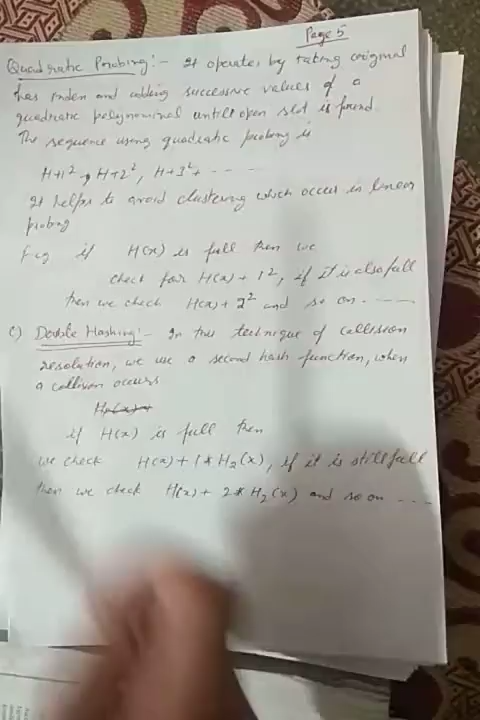 Page 5
Quadratic Probing:- It operates by taking original
has index and adding successive values of a
quadratic polynominal untill open slot is found.
The sequence using quadratic probing is
H+1², H+2², H+3²+ - - - -
It helps to avoid clustering which occur in linear
probing
if H(x) is full then we
check for H(x) + 1², if it is also full
then we check H(x) + 2² and so on. - - - -
c) Double Hashing:- In this technique of collision
resolution, we use a second hash function, when
a collision occurs
if H(x) is full then
we check H(x) + 1 * H₂(x), if it is still full
then we check H(x) + 2 * H₂(x) and so on - - -